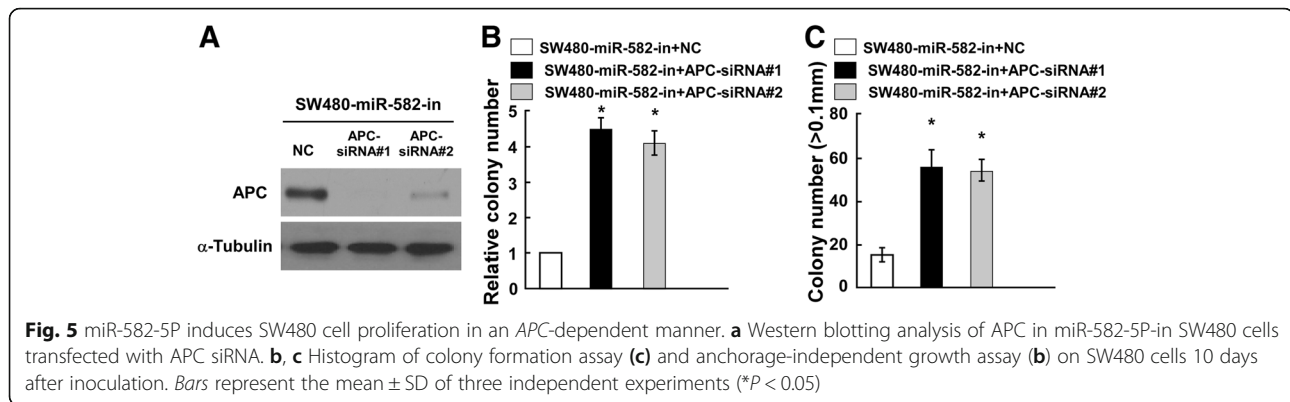 A
SW480-miR-582-in
NC
APC-
siRNA#1
APC-
siRNA#2
APC
α-Tubulin
B
SW480-miR-582-in+NC
SW480-miR-582-in+APC-siRNA#1
SW480-miR-582-in+APC-siRNA#2
Relative colony number
5
4
3
2
1
0
*
*
C
SW480-miR-582-in+NC
SW480-miR-582-in+APC-siRNA#1
SW480-miR-582-in+APC-siRNA#2
Colony number (>0.1mm)
80
60
40
20
0
*
*
Fig. 5 miR-582-5P induces SW480 cell proliferation in an APC-dependent manner. a Western blotting analysis of APC in miR-582-5P-in SW480 cells
transfected with APC siRNA. b, c Histogram of colony formation assay (c) and anchorage-independent growth assay (b) on SW480 cells 10 days
after inoculation. Bars represent the mean ± SD of three independent experiments (*P < 0.05)